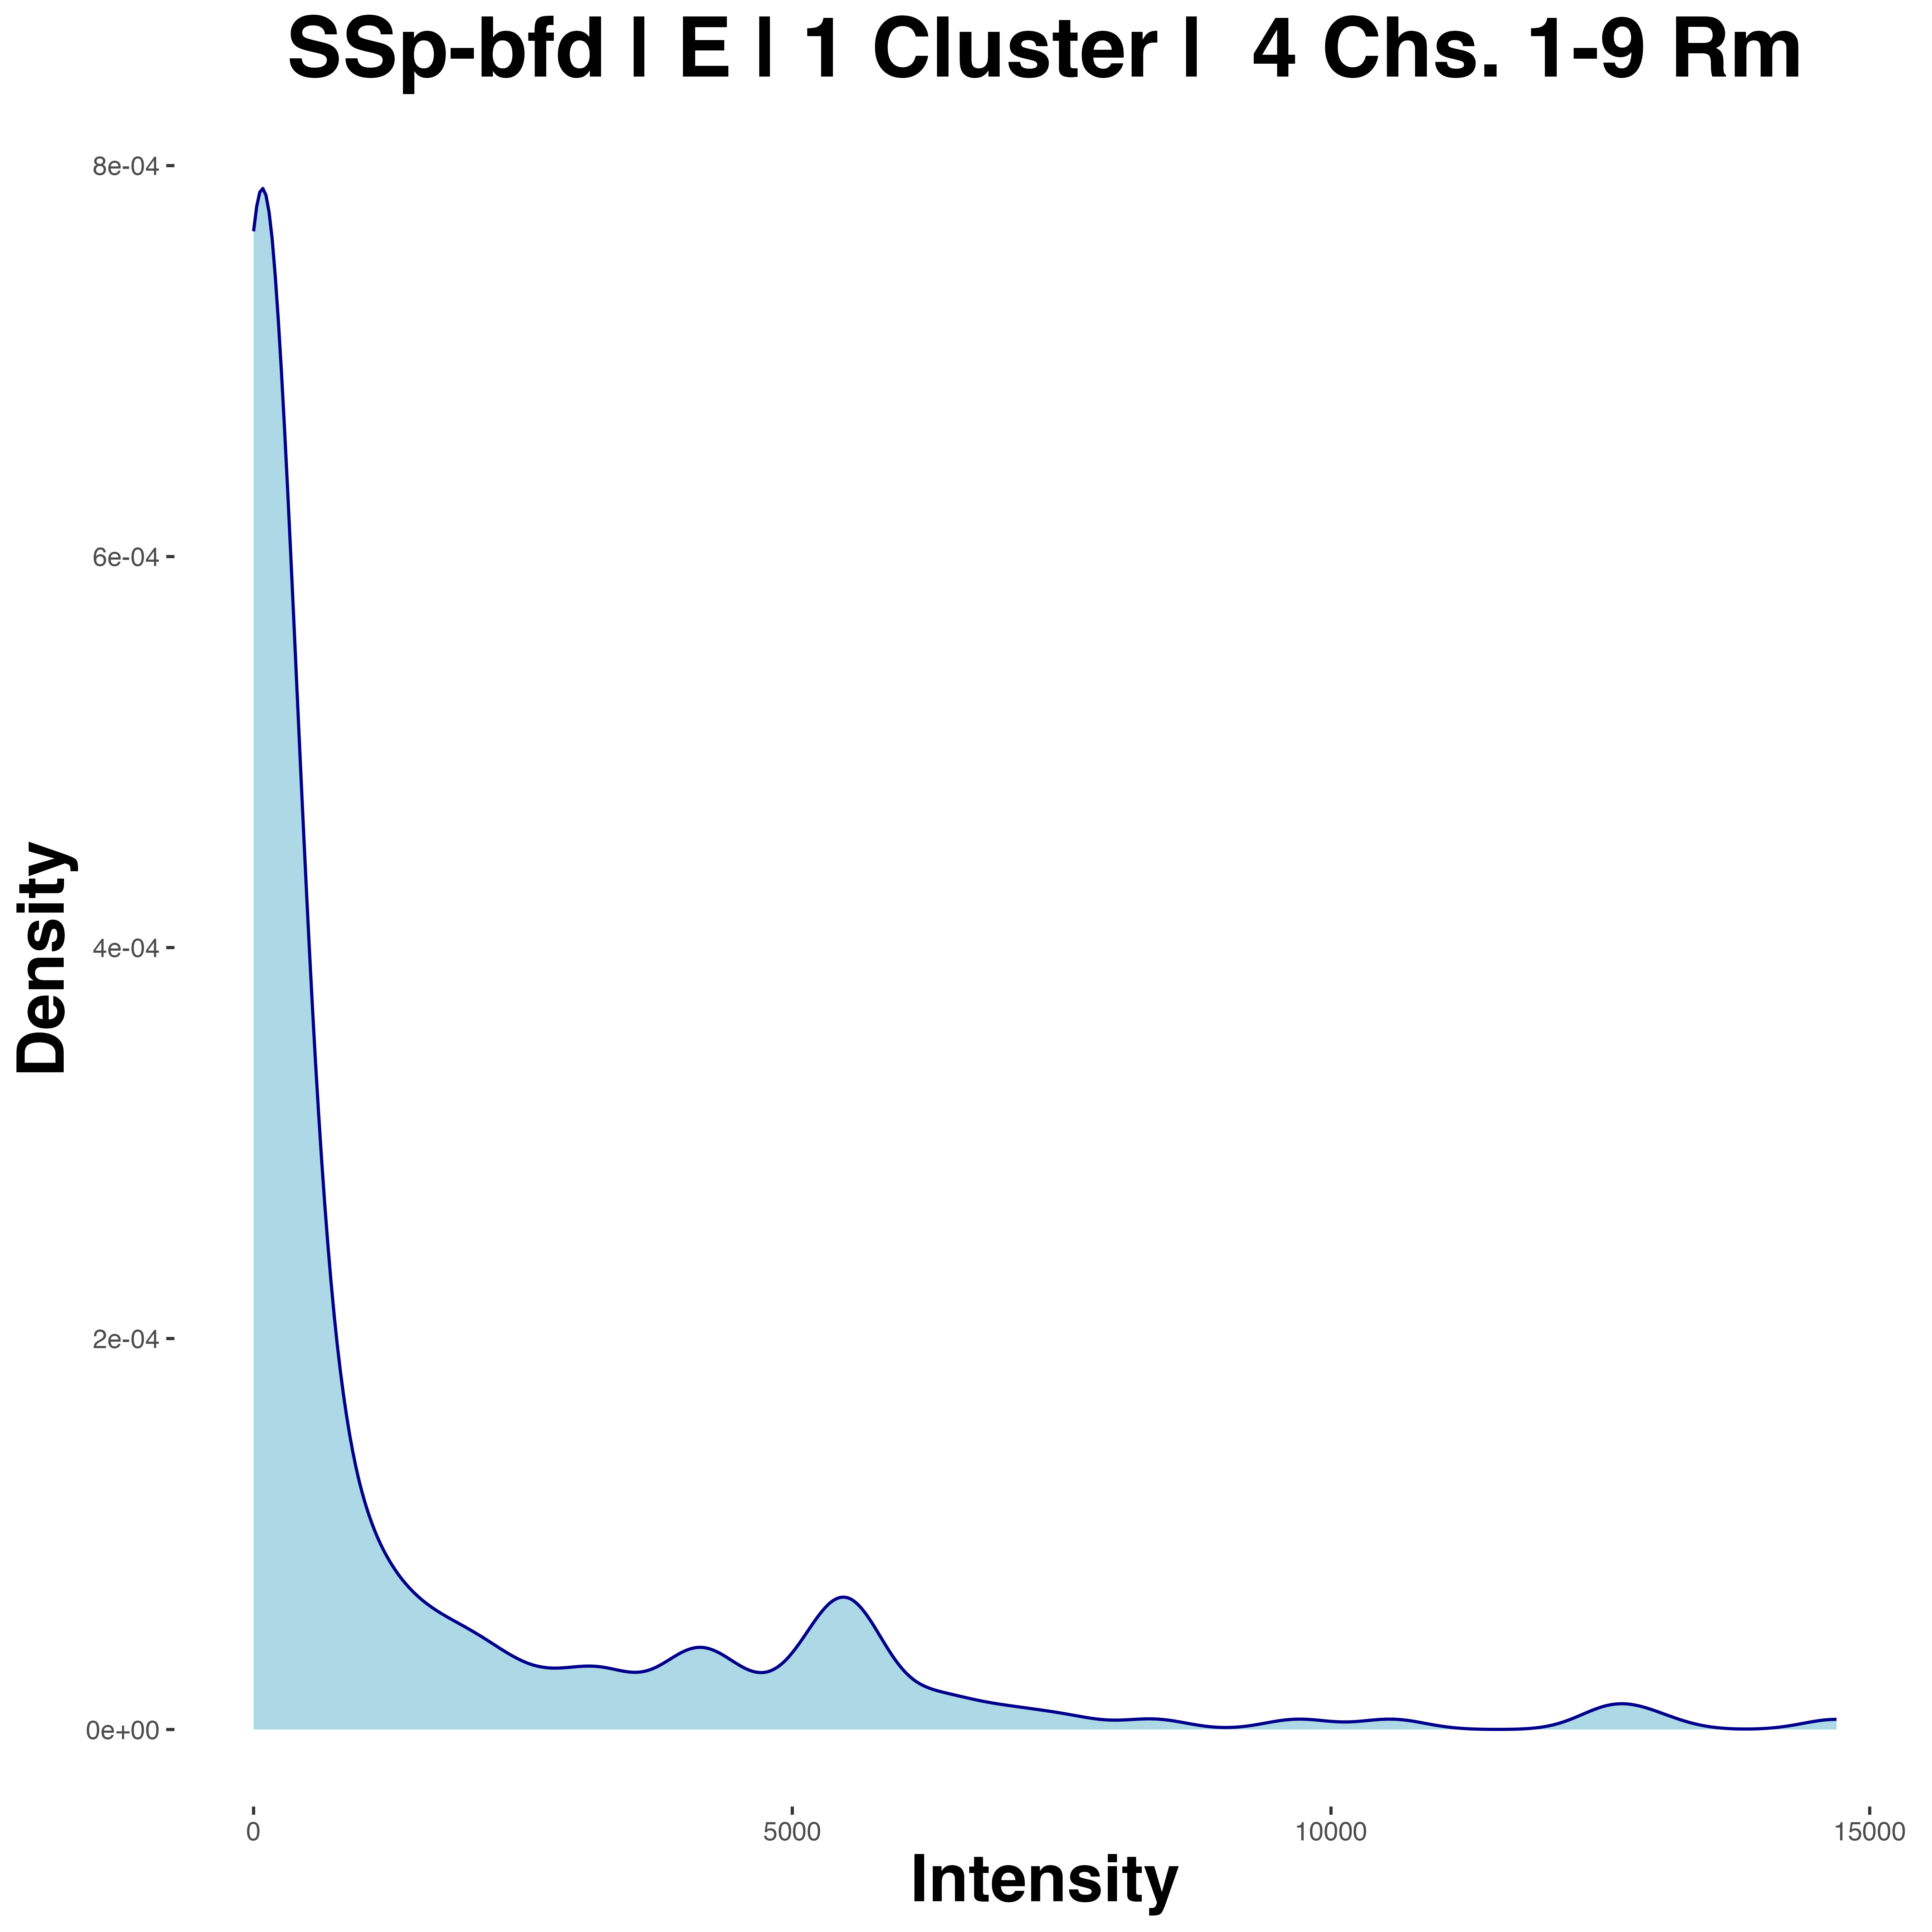 SSp-bfd | E | 1 Cluster |  4 Chs. 1-9 Rm
8e-04
6e-04
4e-04
2e-04
0e+00
Density
0 5000 10000 15000
Intensity